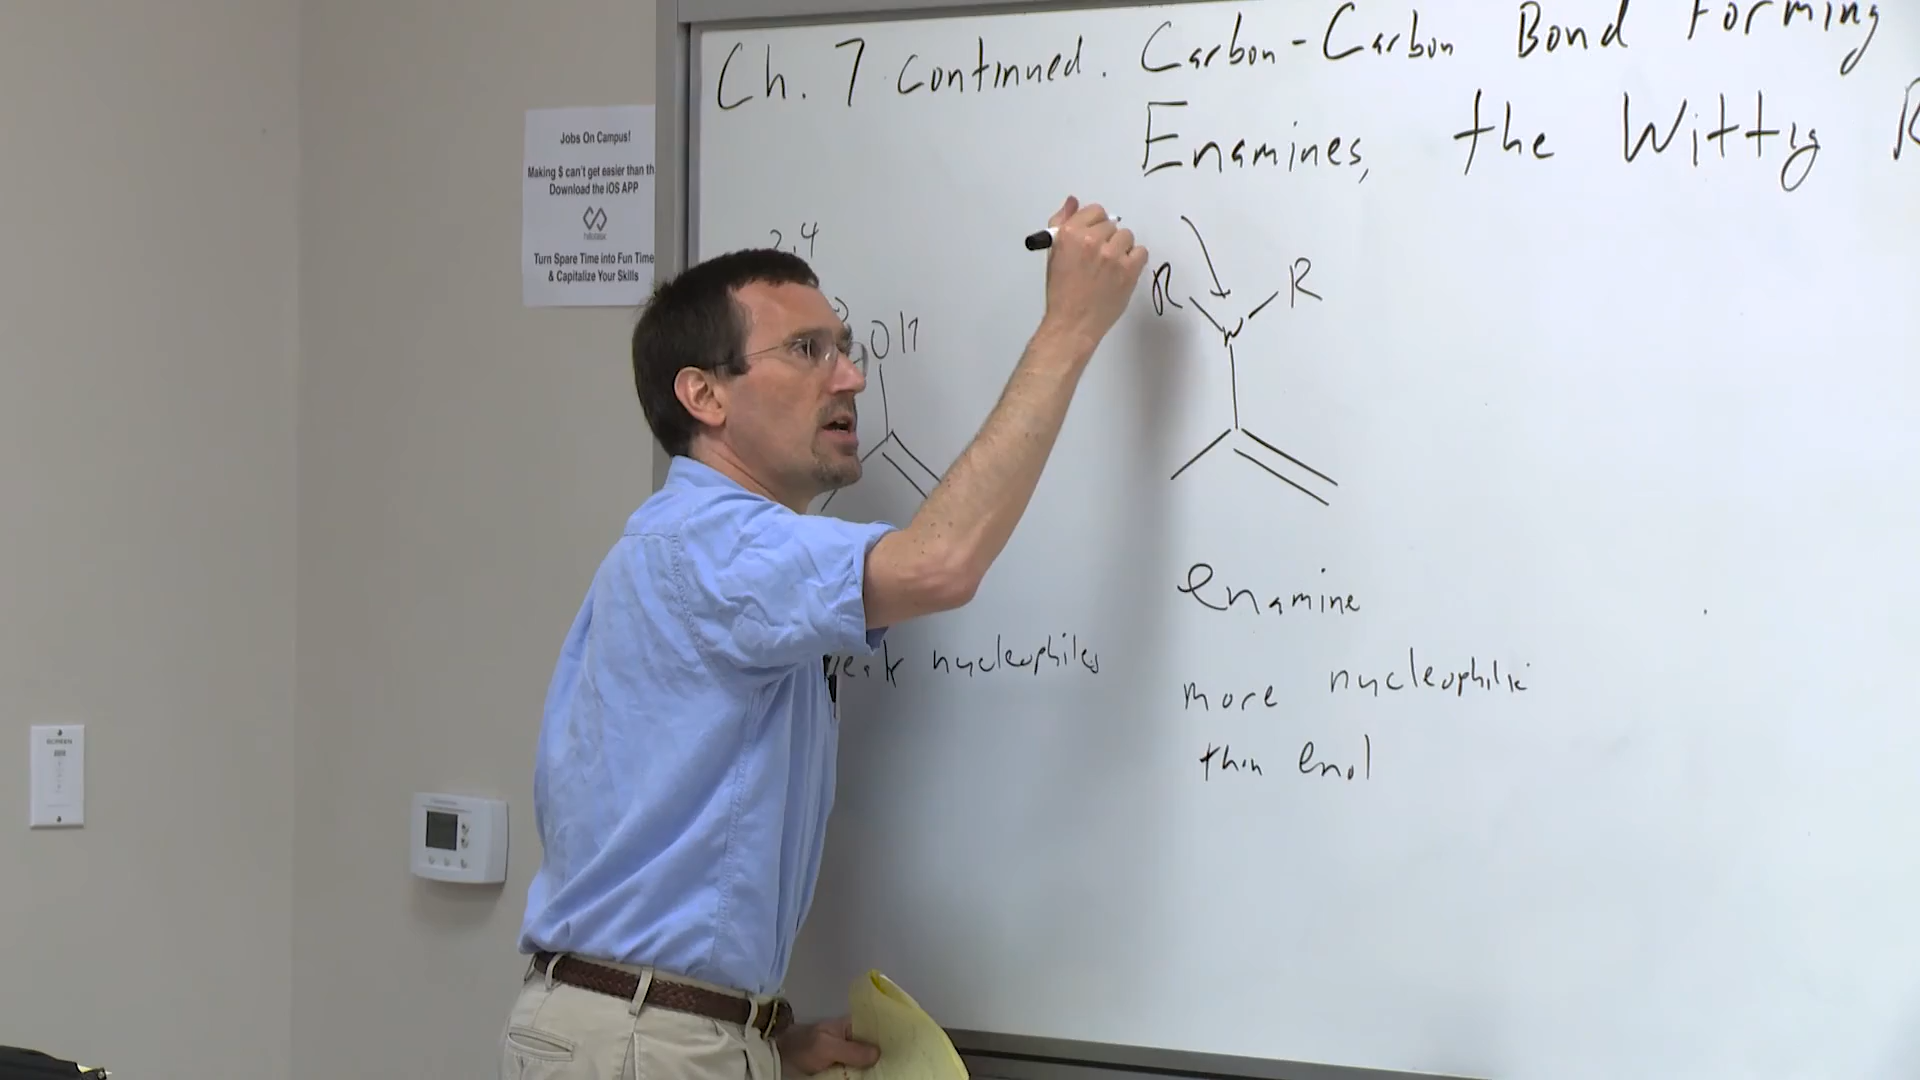 Ch. 7 continued. Carbon-Carbon Bond Forming
Enamines, the Wittig R
Jobs On Campus!
Making $ can't get easier than th
Download the iOS APP
Turn Spare Time into Fun Time
& Capitalize Your Skills
OH
R
R
N
enamine
nucleophiles
more nucleophilic
than enol
SCREEN